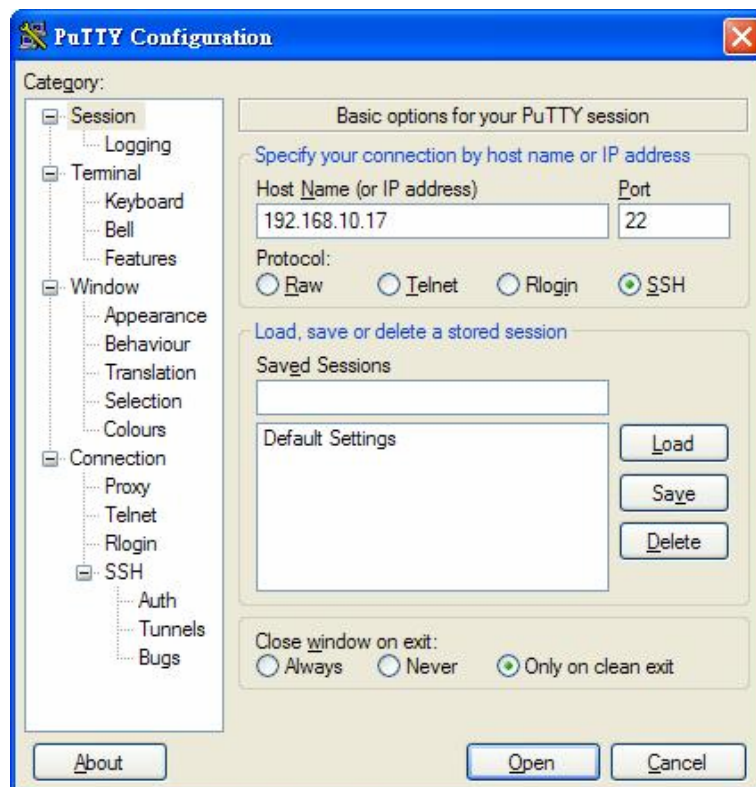 PuTTY Configuration
Category:
Session
Logging
Terminal
Keyboard
Bell
Features
Window
Appearance
Behaviour
Translation
Selection
Colours
Connection
Proxy
Telnet
Rlogin
SSH
Auth
Tunnels
Bugs
Basic options for your PuTTY session
Specify your connection by host name or IP address
Host Name (or IP address) Port
192.168.10.17 22
Protocol:
Raw Telnet Rlogin SSH
Load, save or delete a stored session
Saved Sessions
Default Settings
Load
Save
Delete
Close window on exit:
Always Never Only on clean exit
About Open Cancel